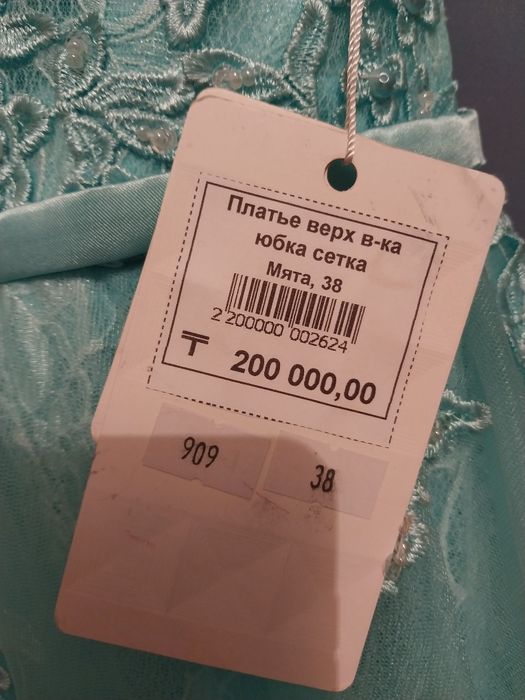 Платье верх в-ка
юбка сетка
Мята, 38
2 200000 002624
₸ 200 000,00
909
38